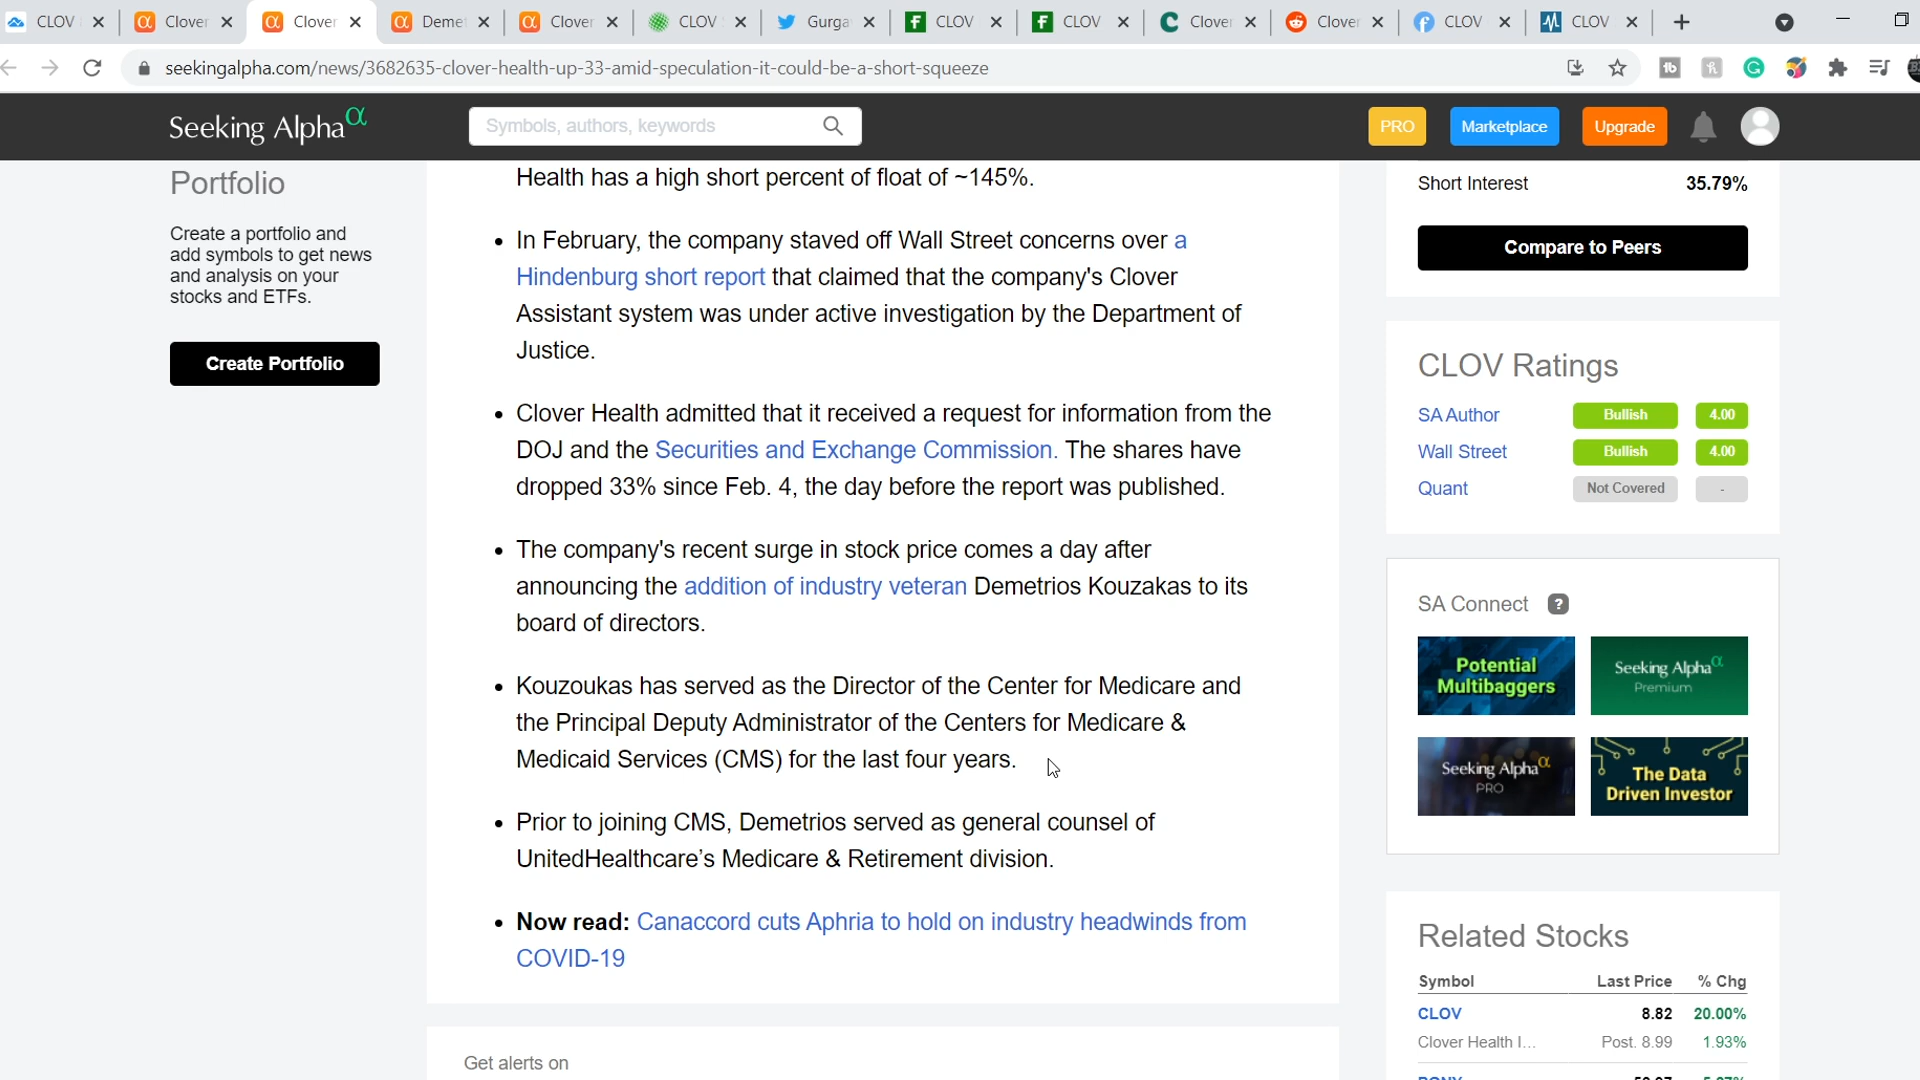 CLOV
Clover
Clover
Demet
Clover
CLOV
Gurga
CLOV
CLOV
Clover
Clover
CLOV
CLOV
seekingalpha.com/news/3682635-clover-health-up-33-amid-speculation-it-could-be-a-short-squeeze
Seeking Alpha α
Symbols, authors, keywords
PRO
Marketplace
Upgrade
Portfolio
Create a portfolio and
add symbols to get news
and analysis on your
stocks and ETFs.
Create Portfolio
Health has a high short percent of float of ~145%.
• In February, the company staved off Wall Street concerns over a
Hindenburg short report that claimed that the company's Clover
Assistant system was under active investigation by the Department of
Justice.
• Clover Health admitted that it received a request for information from the
DOJ and the Securities and Exchange Commission. The shares have
dropped 33% since Feb. 4, the day before the report was published.
• The company's recent surge in stock price comes a day after
announcing the addition of industry veteran Demetrios Kouzakas to its
board of directors.
• Kouzoukas has served as the Director of the Center for Medicare and
the Principal Deputy Administrator of the Centers for Medicare &
Medicaid Services (CMS) for the last four years.
• Prior to joining CMS, Demetrios served as general counsel of
UnitedHealthcare’s Medicare & Retirement division.
• Now read: Canaccord cuts Aphria to hold on industry headwinds from
COVID-19
Get alerts on
Short Interest 35.79%
Compare to Peers
CLOV Ratings
SA Author Bullish 4.00
Wall Street Bullish 4.00
Quant Not Covered -
SA Connect ?
Potential
Multibaggers
Seeking Alpha α
Premium
Seeking Alpha α
PRO
The Data
Driven Investor
Related Stocks
Symbol Last Price % Chg
CLOV 8.82 20.00%
Clover Health I... Post. 8.99 1.93%